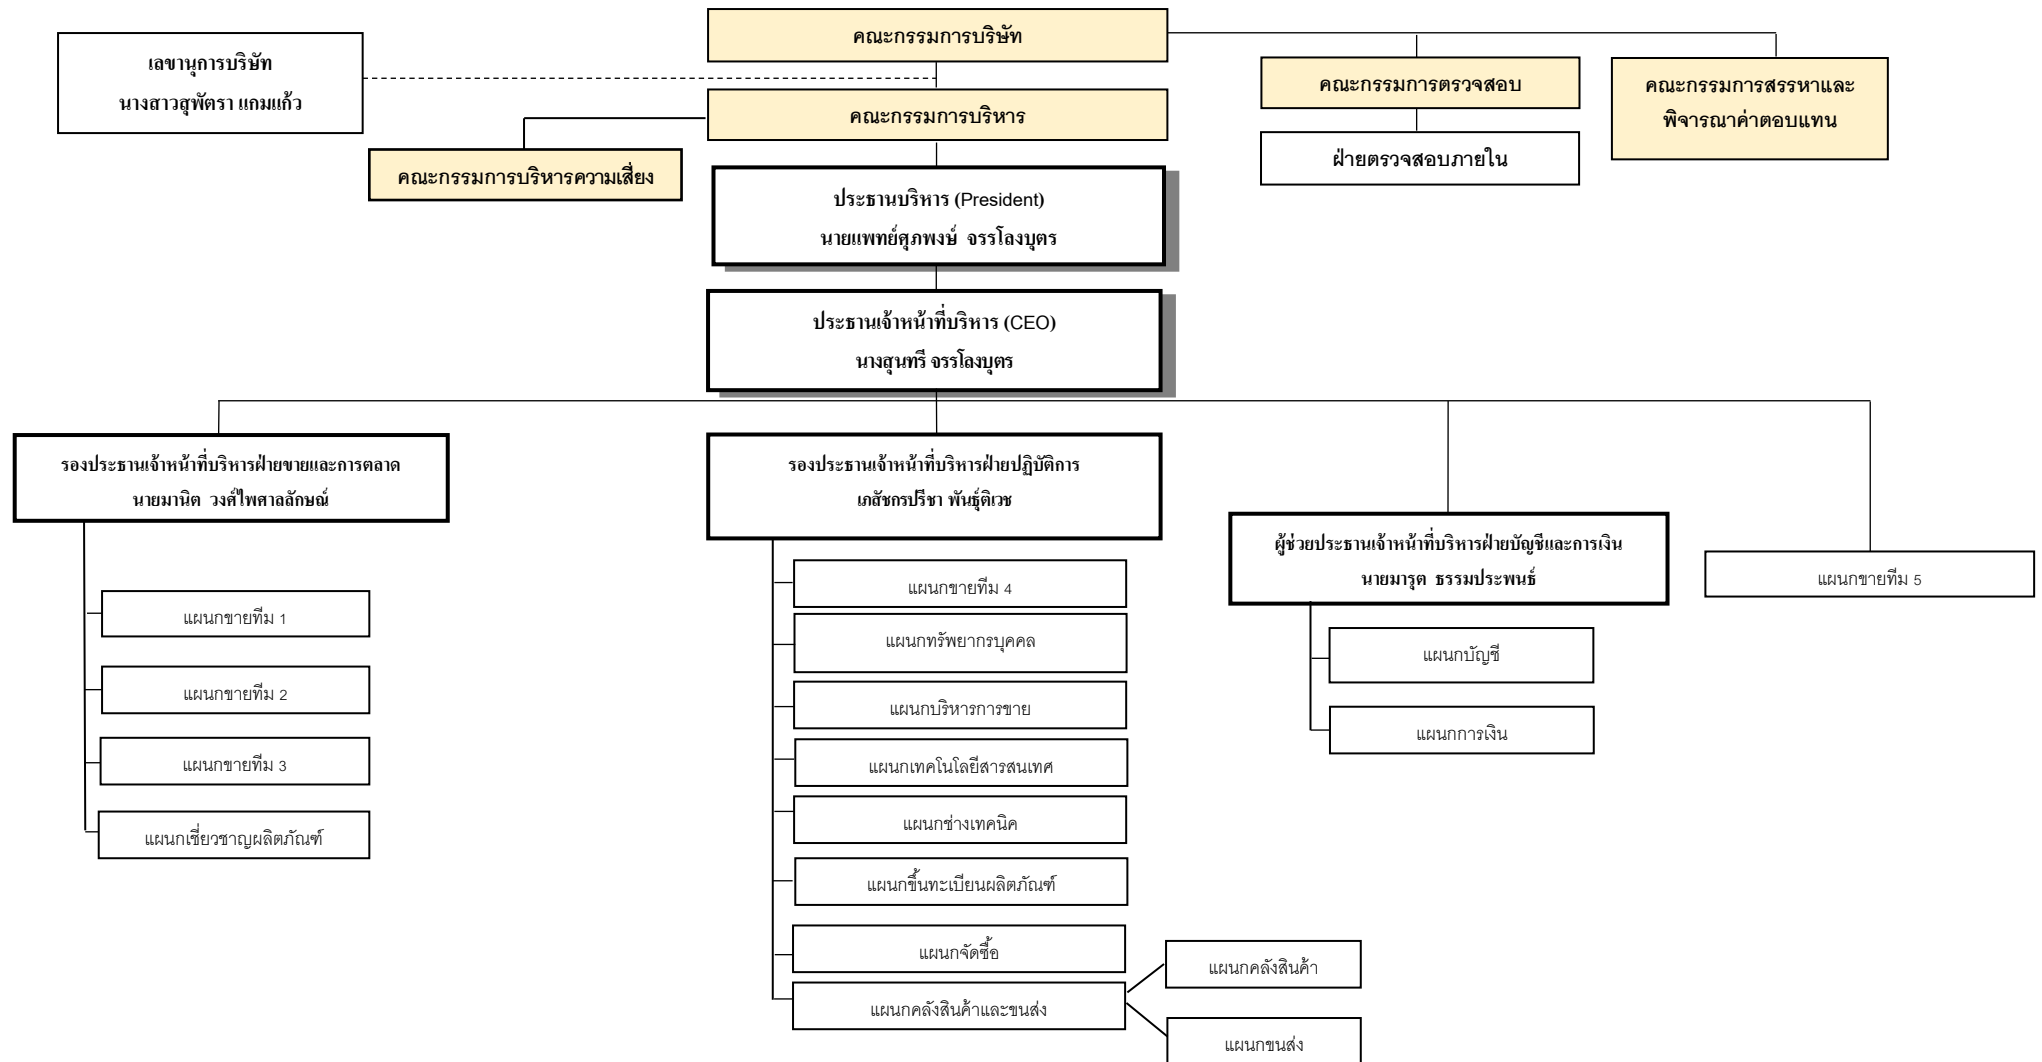 คณะกรรมการบริษัท
เลขานุการบริษัท
นางสาวสุพัตรา แกมแก้ว
คณะกรรมการตรวจสอบ
คณะกรรมการสรรหาและ
พิจารณาค่าตอบแทน
คณะกรรมการบริหาร
ฝ่ายตรวจสอบภายใน
คณะกรรมการบริหารความเสี่ยง
ประธานบริหาร (President)
นายแพทย์ศุภพงษ์ จรรโลงบุตร
ประธานเจ้าหน้าที่บริหาร (CEO)
นางสุนทรี จรรโลงบุตร
รองประธานเจ้าหน้าที่บริหารฝ่ายขายและการตลาด
นายมานิต วงศ์ไพศาลลักษณ์
แผนกขายทีม 1
แผนกขายทีม 2
แผนกขายทีม 3
แผนกเชี่ยวชาญผลิตภัณฑ์
รองประธานเจ้าหน้าที่บริหารฝ่ายปฏิบัติการ
เภสัชกรปรีชา พันธุ์ติเวช
แผนกขายทีม 4
แผนกทรัพยากรบุคคล
แผนกบริหารการขาย
แผนกเทคโนโลยีสารสนเทศ
แผนกช่างเทคนิค
แผนกขึ้นทะเบียนผลิตภัณฑ์
แผนกจัดซื้อ
แผนกคลังสินค้าและขนส่ง
แผนกคลังสินค้า
แผนกขนส่ง
ผู้ช่วยประธานเจ้าหน้าที่บริหารฝ่ายบัญชีและการเงิน
นายมารุต ธรรมประพนธ์
แผนกบัญชี
แผนกการเงิน
แผนกขายทีม 5